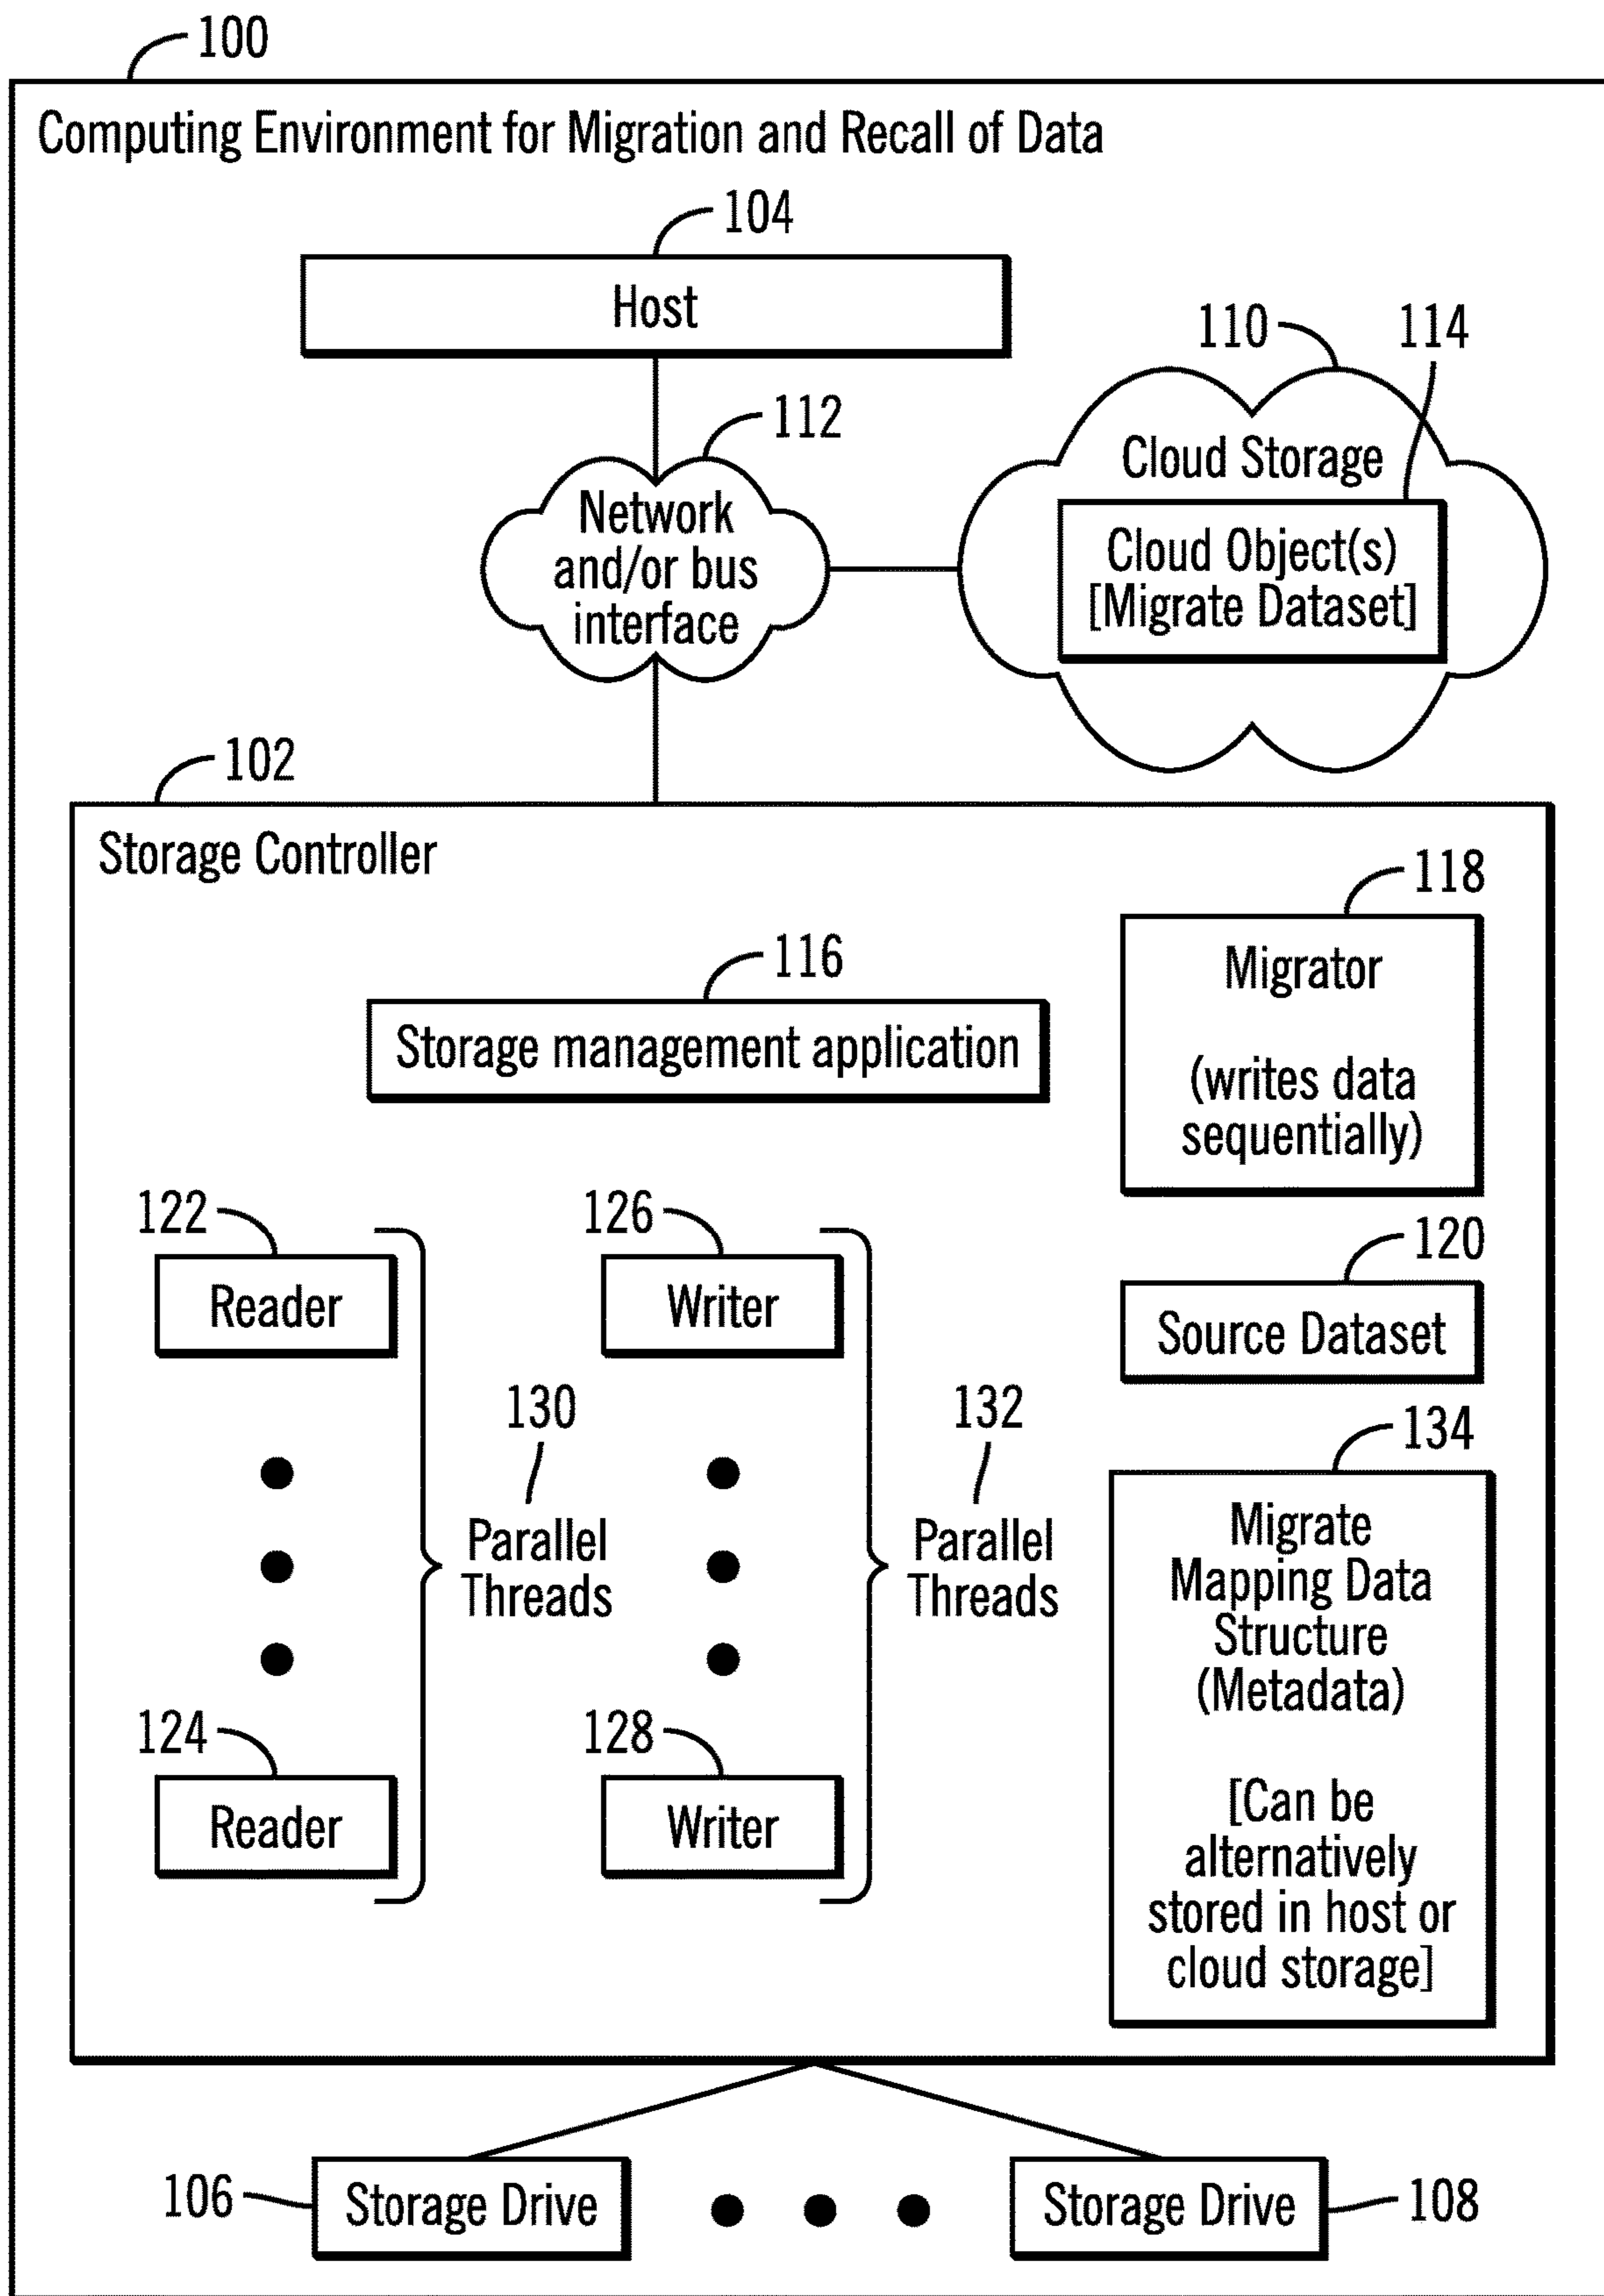 100
Computing Environment for Migration and Recall of Data
104
Host
110
114
112
Network
and/or bus
interface
Cloud Storage
Cloud Object(s)
[Migrate Dataset]
102
Storage Controller
118
Migrator
(writes data
sequentially)
116
Storage management application
122
Reader
126
Writer
120
Source Dataset
130
Parallel
Threads
132
Parallel
Threads
134
Migrate
Mapping Data
Structure
(Metadata)
[Can be
alternatively
stored in host or
cloud storage]
124
Reader
128
Writer
106
Storage Drive
Storage Drive
108